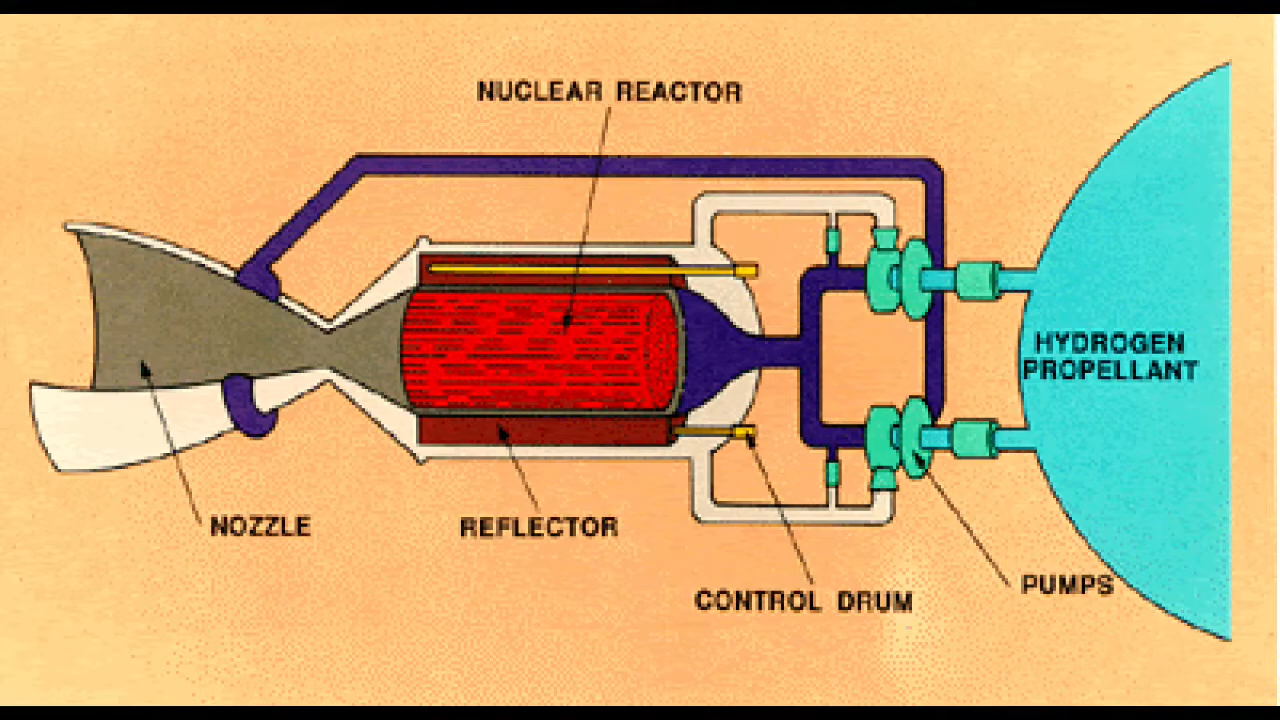 NUCLEAR REACTOR
HYDROGEN
PROPELLANT
NOZZLE
REFLECTOR
CONTROL DRUM
PUMPS